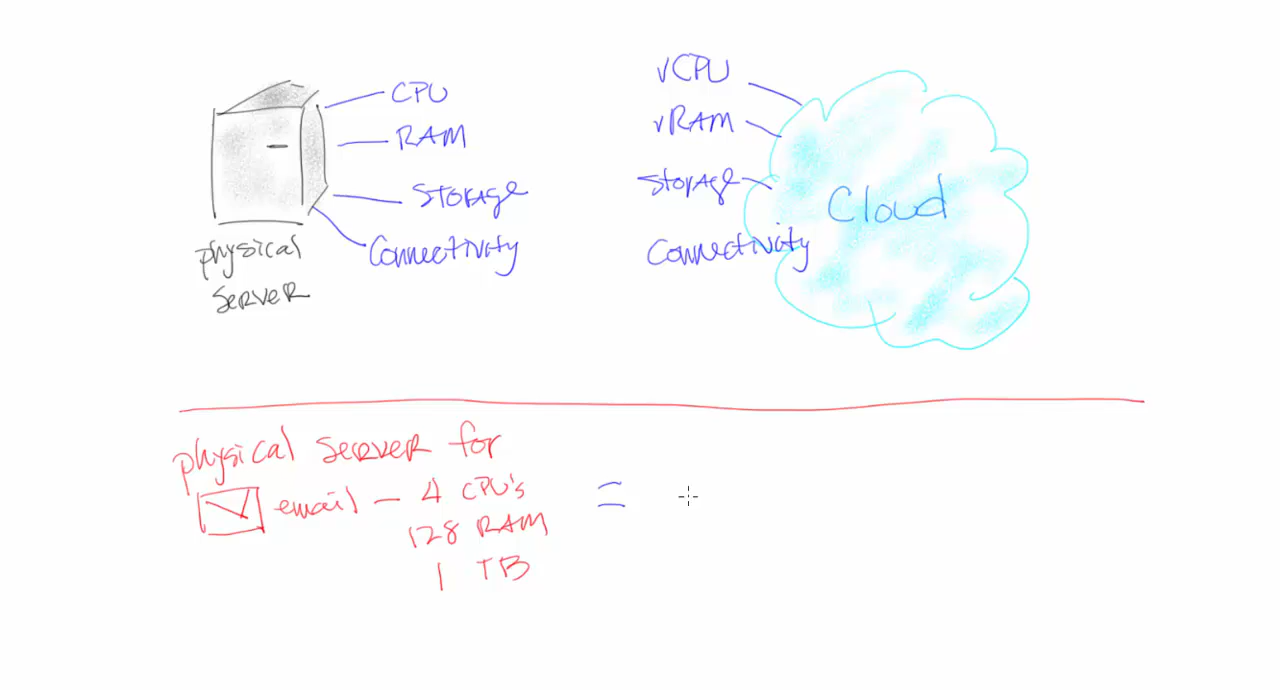 CPU
RAM
Storage
Connectivity
physical
server
vCPU
vRAM
Storage
Connectivity
Cloud
physical server for
email - 4 CPU's
128 RAM
1 TB
=